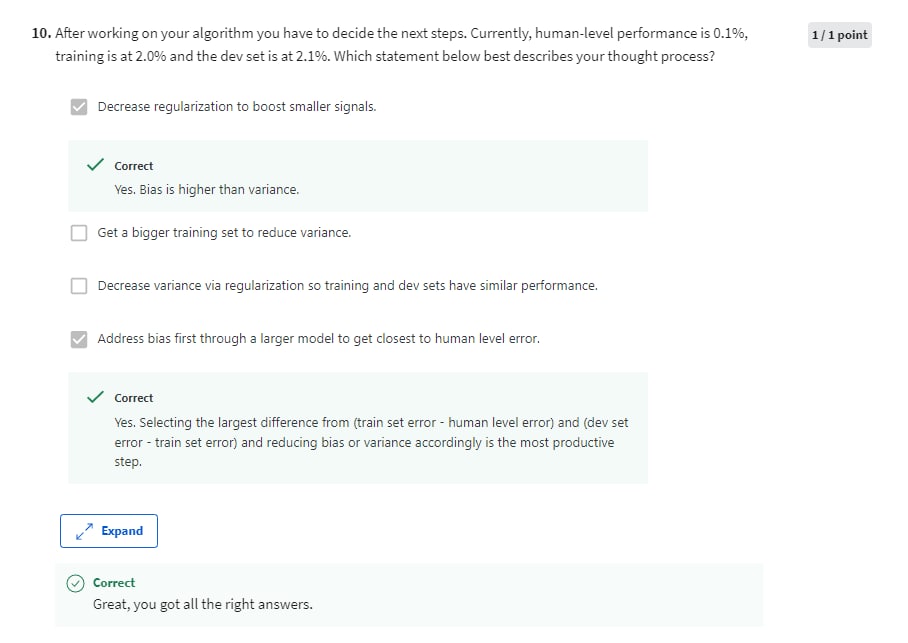 10. After working on your algorithm you have to decide the next steps. Currently, human-level performance is 0.1%,
1 / 1 point
training is at 2.0% and the dev set is at 2.1%. Which statement below best describes your thought process?
Decrease regularization to boost smaller signals.
Correct
Yes. Bias is higher than variance.
Get a bigger training set to reduce variance.
Decrease variance via regularization so training and dev sets have similar performance.
Address bias first through a larger model to get closest to human level error.
Correct
Yes. Selecting the largest difference from (train set error - human level error) and (dev set
error - train set error) and reducing bias or variance accordingly is the most productive
step.
Expand
Correct
Great, you got all the right answers.